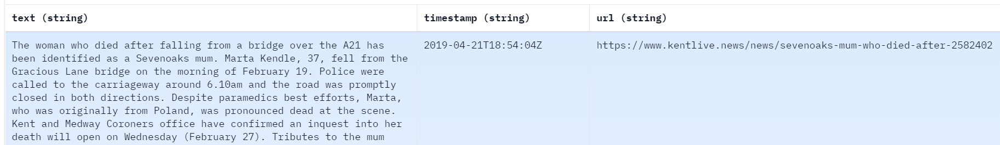 text (string) timestamp (string) url (string)
The woman who died after falling from a bridge over the A21 has 2019-04-21T18:54:04Z https://www.kentlive.news/news/sevenoaks-mum-who-died-after-2582402
been identified as a Sevenoaks mum. Marta Kendle, 37, fell from the
Gracious Lane bridge on the morning of February 19. Police were
called to the carriageway around 6.10am and the road was promptly
closed in both directions. Despite paramedics best efforts, Marta,
who was originally from Poland, was pronounced dead at the scene.
Kent and Medway Coroners office have confirmed an inquest into her
death will open on Wednesday (February 27). Tributes to the mum